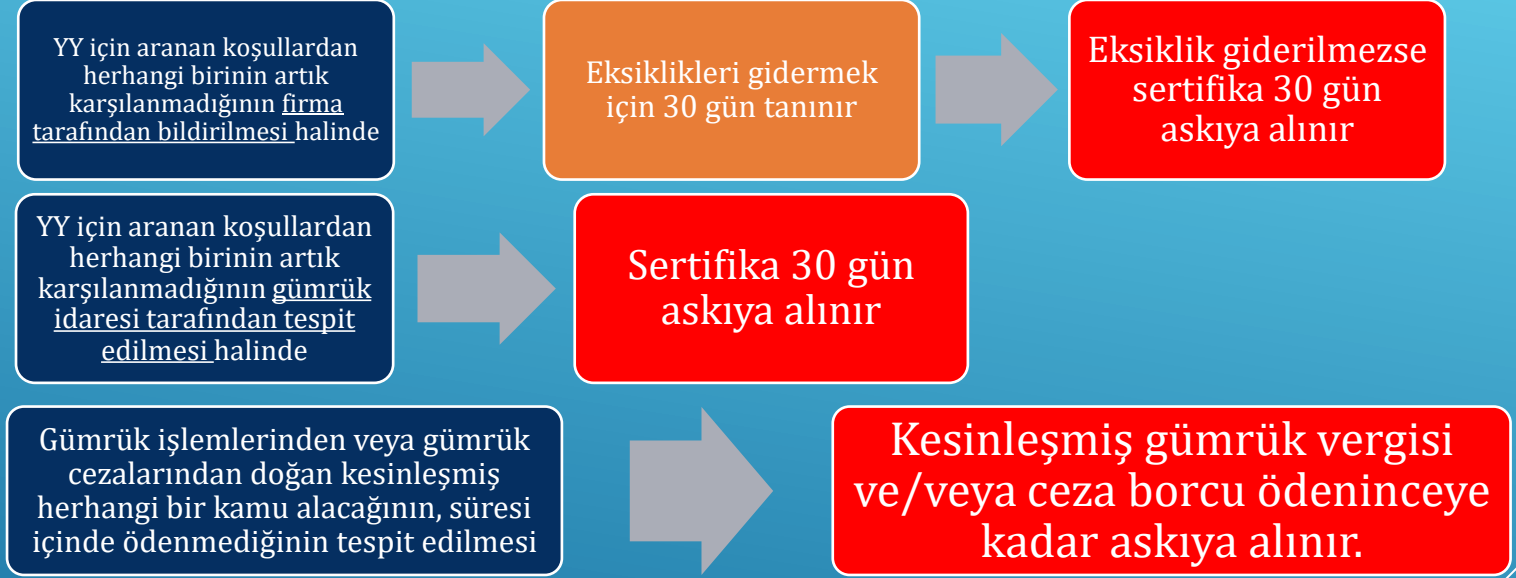 YY için aranan koşullardan
herhangi birinin artık
karşılanmadığının firma
tarafından bildirilmesi halinde
Eksiklikleri gidermek
için 30 gün tanınır
Eksiklik giderilmezse
sertifika 30 gün
askıya alınır
YY için aranan koşullardan
herhangi birinin artık
karşılanmadığının gümrük
idaresi tarafından tespit
edilmesi halinde
Sertifika 30 gün
askıya alınır
Gümrük işlemlerinden veya gümrük
cezalarından doğan kesinleşmiş
herhangi bir kamu alacağının, süresi
içinde ödenmediğinin tespit edilmesi
Kesinleşmiş gümrük vergisi
ve/veya ceza borcu ödeninceye
kadar askıya alınır.